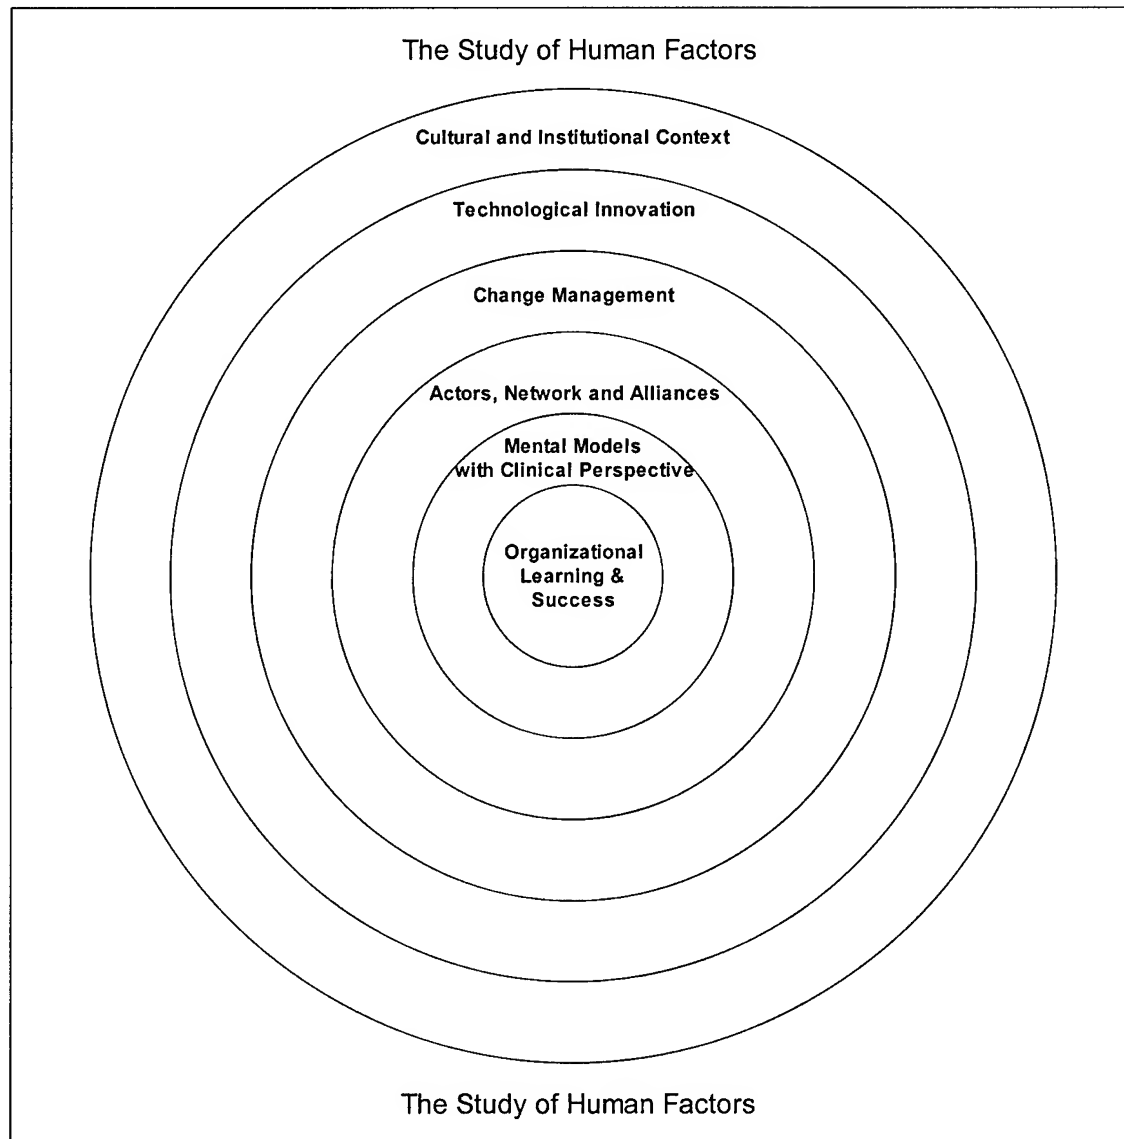 The Study of Human Factors
Cultural and Institutional Context
Technological Innovation
Change Management
Actors, Network and Alliances
Mental Models
with Clinical Perspective
Organizational
Learning &
Success
The Study of Human Factors